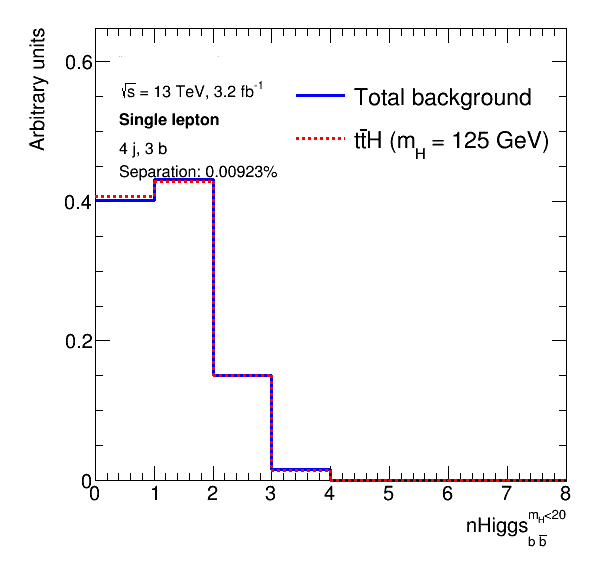 Arbitrary units
0.6
0.4
0.2
0
√s = 13 TeV, 3.2 fb⁻¹
Single lepton
4 j, 3 b
Separation: 0.00923%
Total background
tt̄H (m_H = 125 GeV)
0 1 2 3 4 5 6 7 8
nHiggs_{b b̄}^{m_H<20}